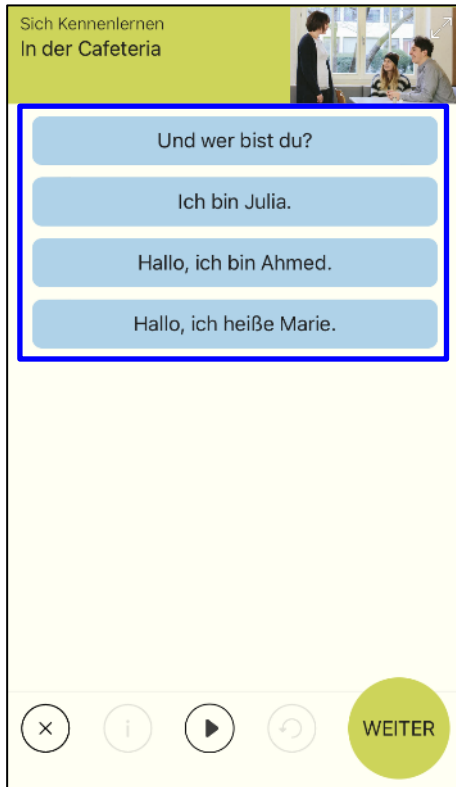 Sich Kennenlernen
In der Cafeteria
Und wer bist du?
Ich bin Julia.
Hallo, ich bin Ahmed.
Hallo, ich heiße Marie.
WEITER